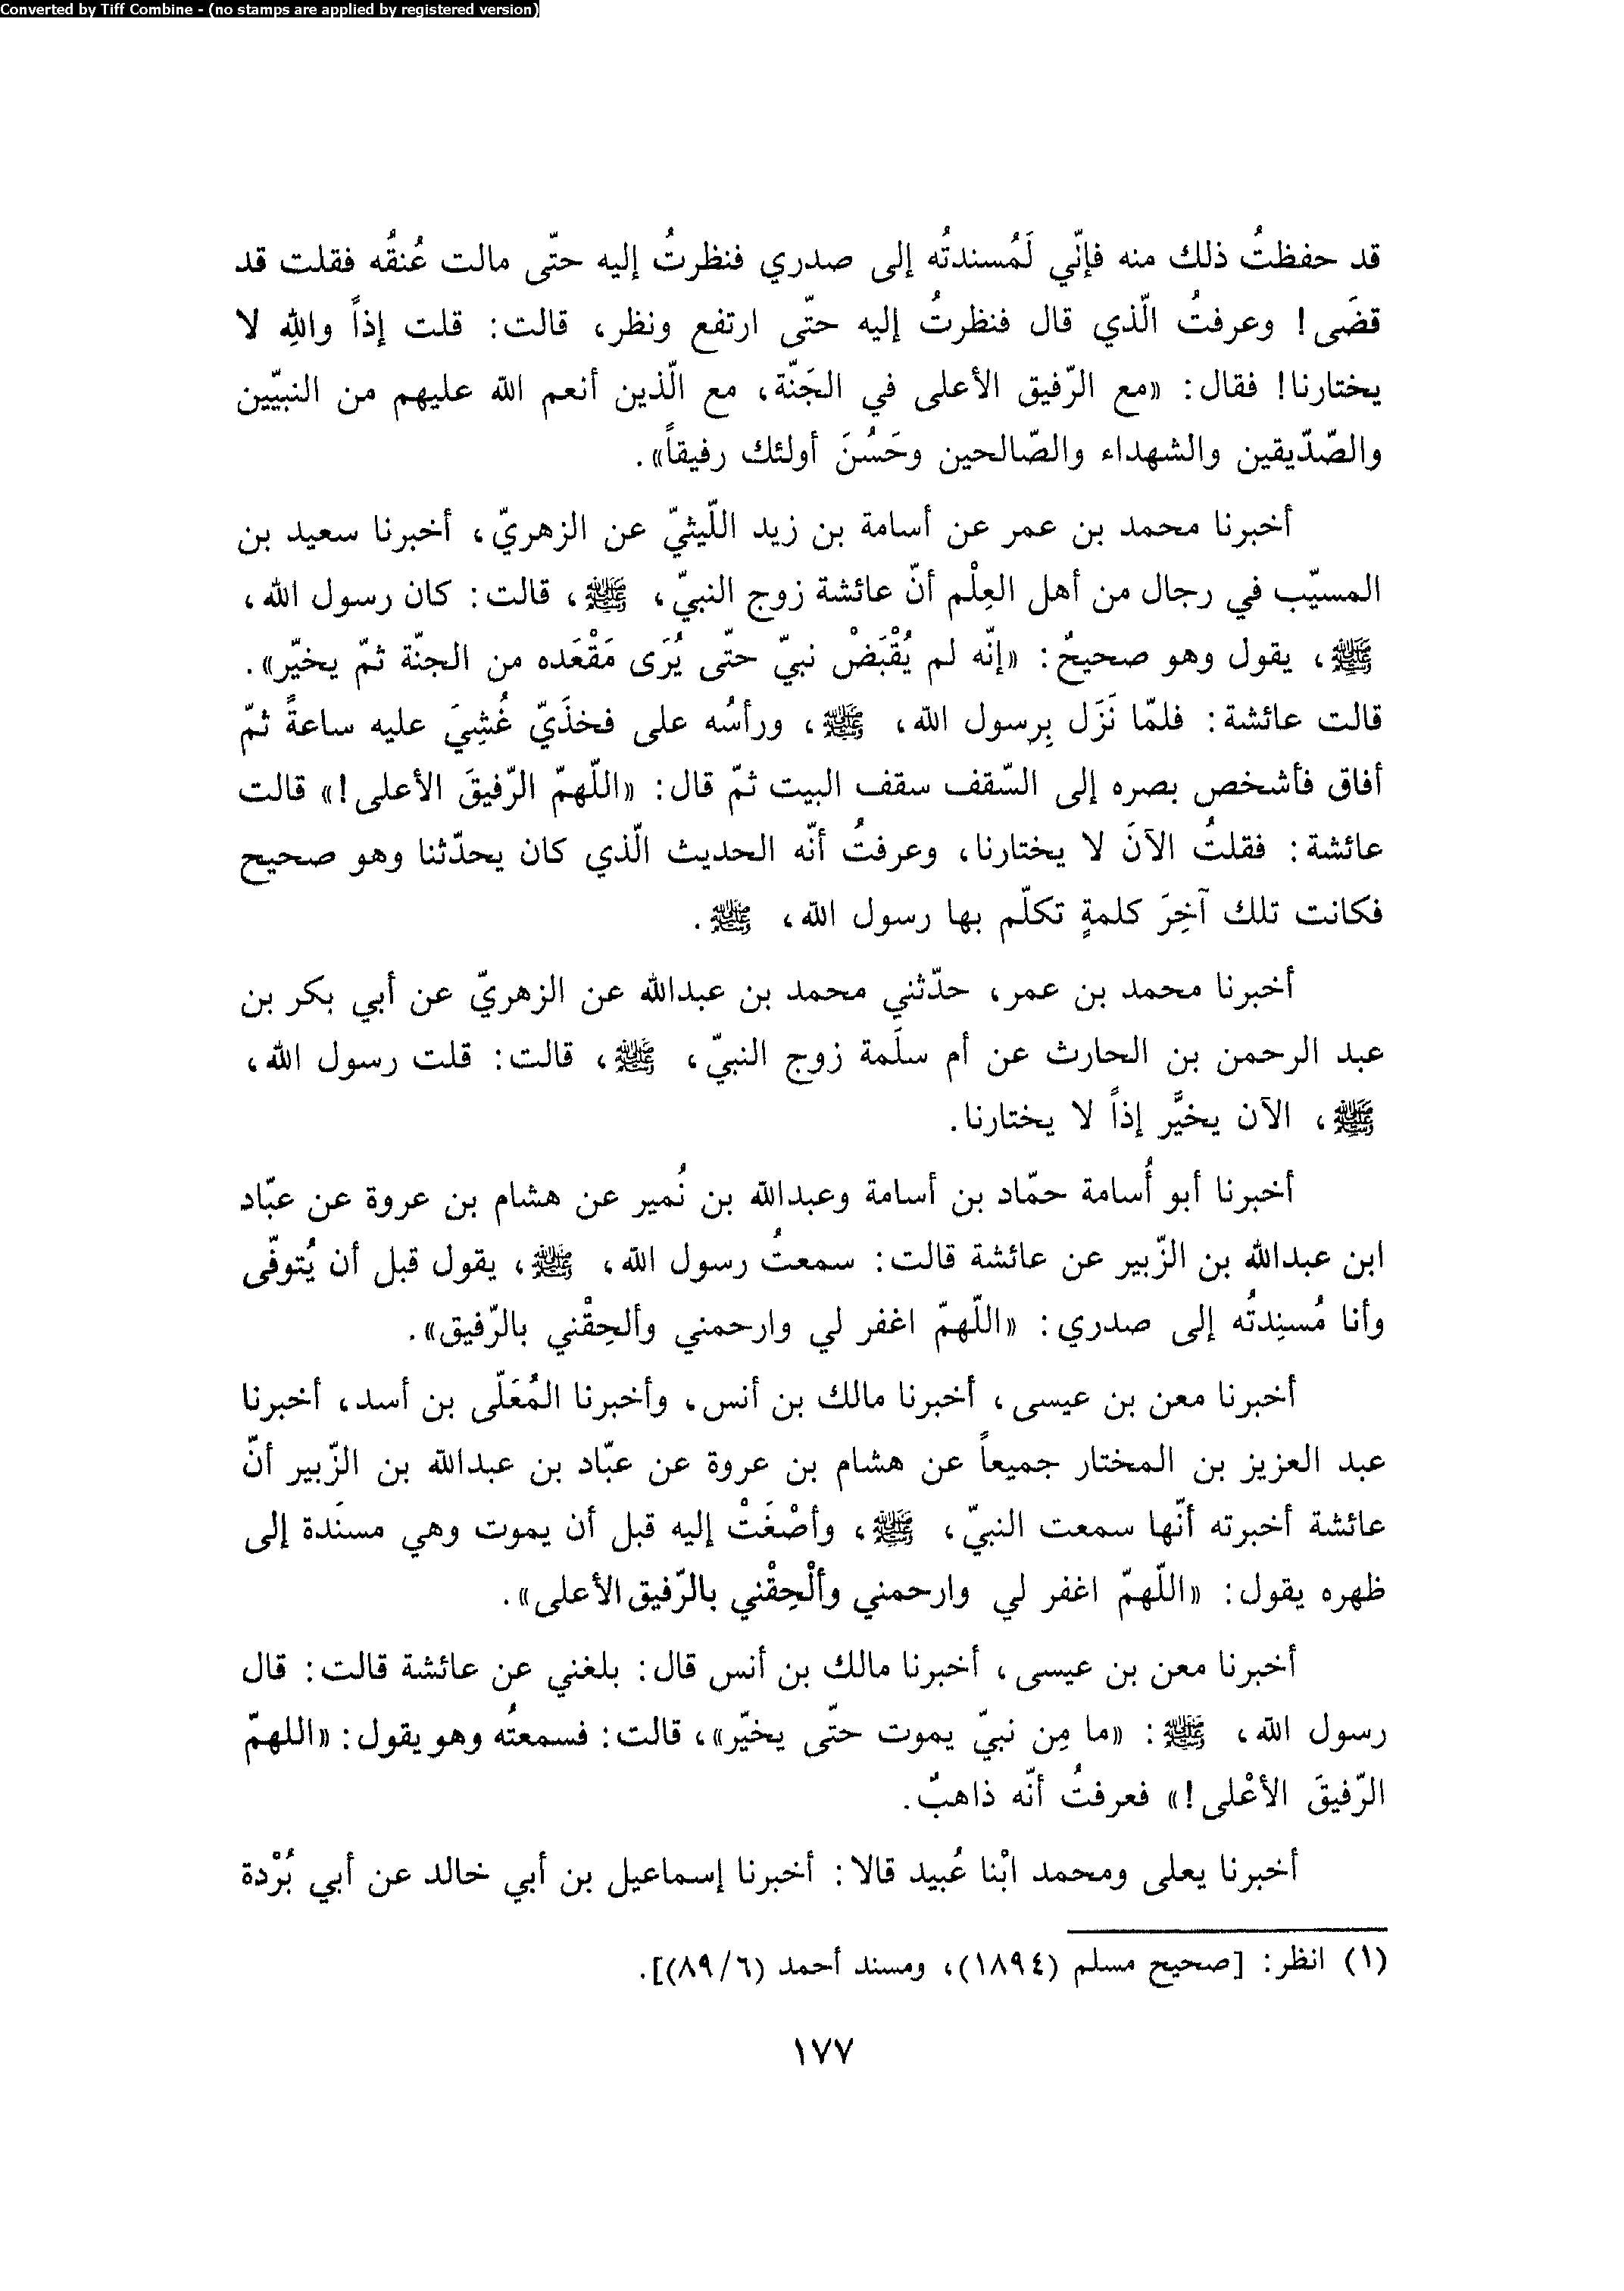 Converted by Tiff Combine - (no stamps are applied by registered version)
قد حفظتُ ذلك منه فإنّي لَمُسندتُه إلى صدري فنظرتُ إليه حتّى مالت عُنقُه فقلت قد
قضَى! وعرفتُ الّذي قال فنظرتُ إليه حتّى ارتفع ونظر، قالت: قلت إذاً واللهِ لا
يختارنا! فقال: «مع الرّفيق الأعلى في الجَنّة، مع الّذين أنعم الله عليهم من النبيّين
والصّدّيقين والشهداء والصّالحين وحَسُنَ أولئك رفيقاً».
أخبرنا محمد بن عمر عن أسامة بن زيد اللّيثيّ عن الزهريّ، أخبرنا سعيد بن
المسيّب في رجال من أهل العِلْم أنّ عائشة زوج النبيّ، ﷺ، قالت: كان رسول الله،
ﷺ، يقول وهو صحيحٌ: «إنّه لم يُقْبَضْ نبيّ حتّى يُرَى مَقْعَده من الجنّة ثمّ يخيّر».
قالت عائشة: فلمّا نَزَل بِرسول الله، ﷺ، ورأسُه على فخذَيّ غُشِيَ عليه ساعةً ثمّ
أفاق فأشخص بصره إلى السّقف سقف البيت ثمّ قال: «اللّهمّ الرّفيقَ الأعلى!» قالت
عائشة: فقلتُ الآنَ لا يختارنا، وعرفتُ أنّه الحديث الّذي كان يحدّثنا وهو صحيح
فكانت تلك آخِرَ كلمةٍ تكلّم بها رسول الله، ﷺ.
أخبرنا محمد بن عمر، حدّثني محمد بن عبدالله عن الزهريّ عن أبي بكر بن
عبد الرحمن بن الحارث عن أم سلَمة زوج النبيّ، ﷺ، قالت: قلت رسول الله،
ﷺ، الآن يخيَّر إذاً لا يختارنا.
أخبرنا أبو أُسامة حمّاد بن أسامة وعبدالله بن نُمير عن هشام بن عروة عن عبّاد
ابن عبدالله بن الزّبير عن عائشة قالت: سمعتُ رسول الله، ﷺ، يقول قبل أن يُتوفّى
وأنا مُسنِدتُه إلى صدري: «اللّهمّ اغفر لي وارحمني وألحِقْني بالرّفيق».
أخبرنا معن بن عيسى، أخبرنا مالك بن أنس، وأخبرنا المُعَلّى بن أسد، أخبرنا
عبد العزيز بن المختار جميعاً عن هشام بن عروة عن عبّاد بن عبدالله بن الزّبير أنّ
عائشة أخبرته أنّها سمعت النبيّ، ﷺ، وأصْغَتْ إليه قبل أن يموت وهي مسنَدة إلى
ظهره يقول: «اللّهمّ اغفر لي وارحمني وألْحِقْني بالرّفيق الأعلى».
أخبرنا معن بن عيسى، أخبرنا مالك بن أنس قال: بلغني عن عائشة قالت: قال
رسول الله، ﷺ: «ما مِن نبيّ يموت حتّى يخيّر»، قالت: فسمعتُه وهو يقول: «اللهمّ
الرّفيقَ الأعْلى!» فعرفتُ أنّه ذاهبٌ.
أخبرنا يعلى ومحمد ابْنا عُبيد قالا: أخبرنا إسماعيل بن أبي خالد عن أبي بُرْدة
(١) انظر: [صحيح مسلم (١٨٩٤)، ومسند أحمد (٨٩/٦)].
١٧٧